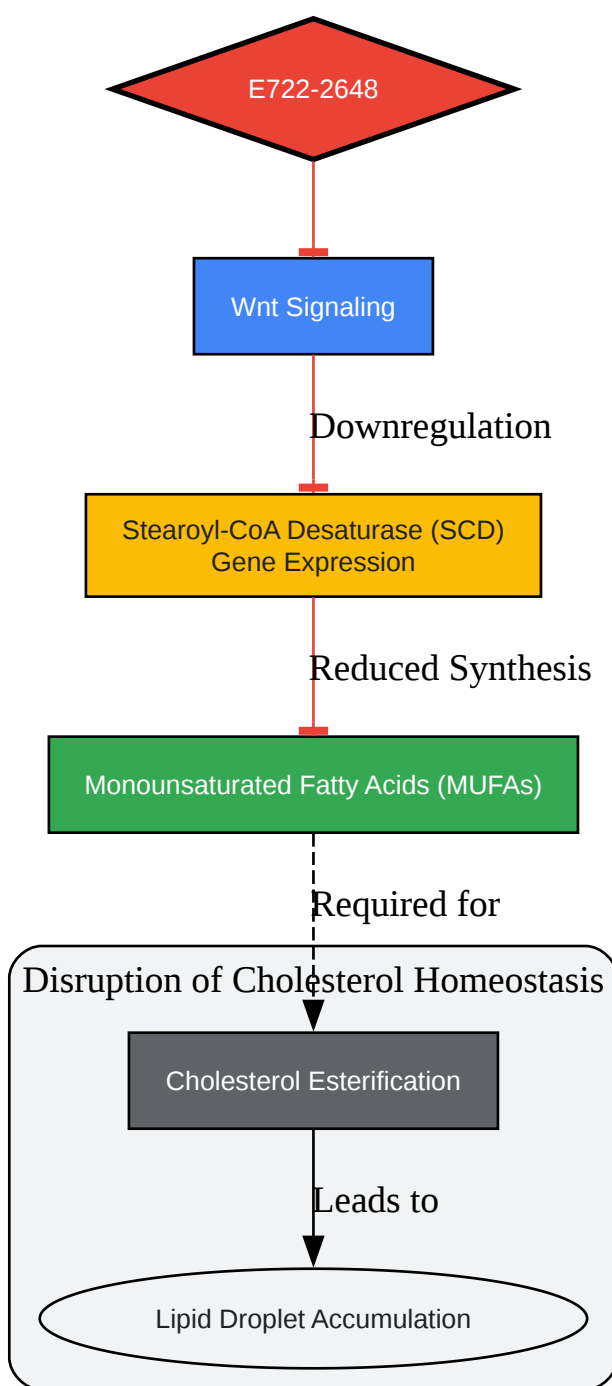 E722-2648
Wnt Signaling
Downregulation
Stearoyl-CoA Desaturase (SCD)
Gene Expression
Reduced Synthesis
Monounsaturated Fatty Acids (MUFAs)
Required for
Disruption of Cholesterol Homeostasis
Cholesterol Esterification
Leads to
Lipid Droplet Accumulation